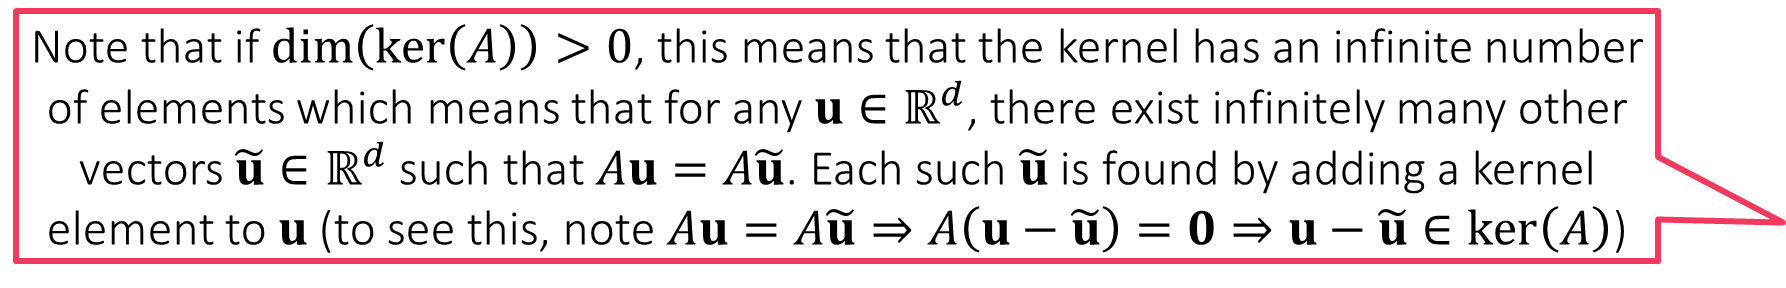 Note that if dim(ker(𝐴)) > 0, this means that the kernel has an infinite number
of elements which means that for any 𝐮 ∈ ℝᵈ, there exist infinitely many other
vectors 𝐮̃ ∈ ℝᵈ such that 𝐴𝐮 = 𝐴𝐮̃. Each such 𝐮̃ is found by adding a kernel
element to 𝐮 (to see this, note 𝐴𝐮 = 𝐴𝐮̃ ⇒ 𝐴(𝐮 − 𝐮̃) = 𝟎 ⇒ 𝐮 − 𝐮̃ ∈ ker(𝐴))